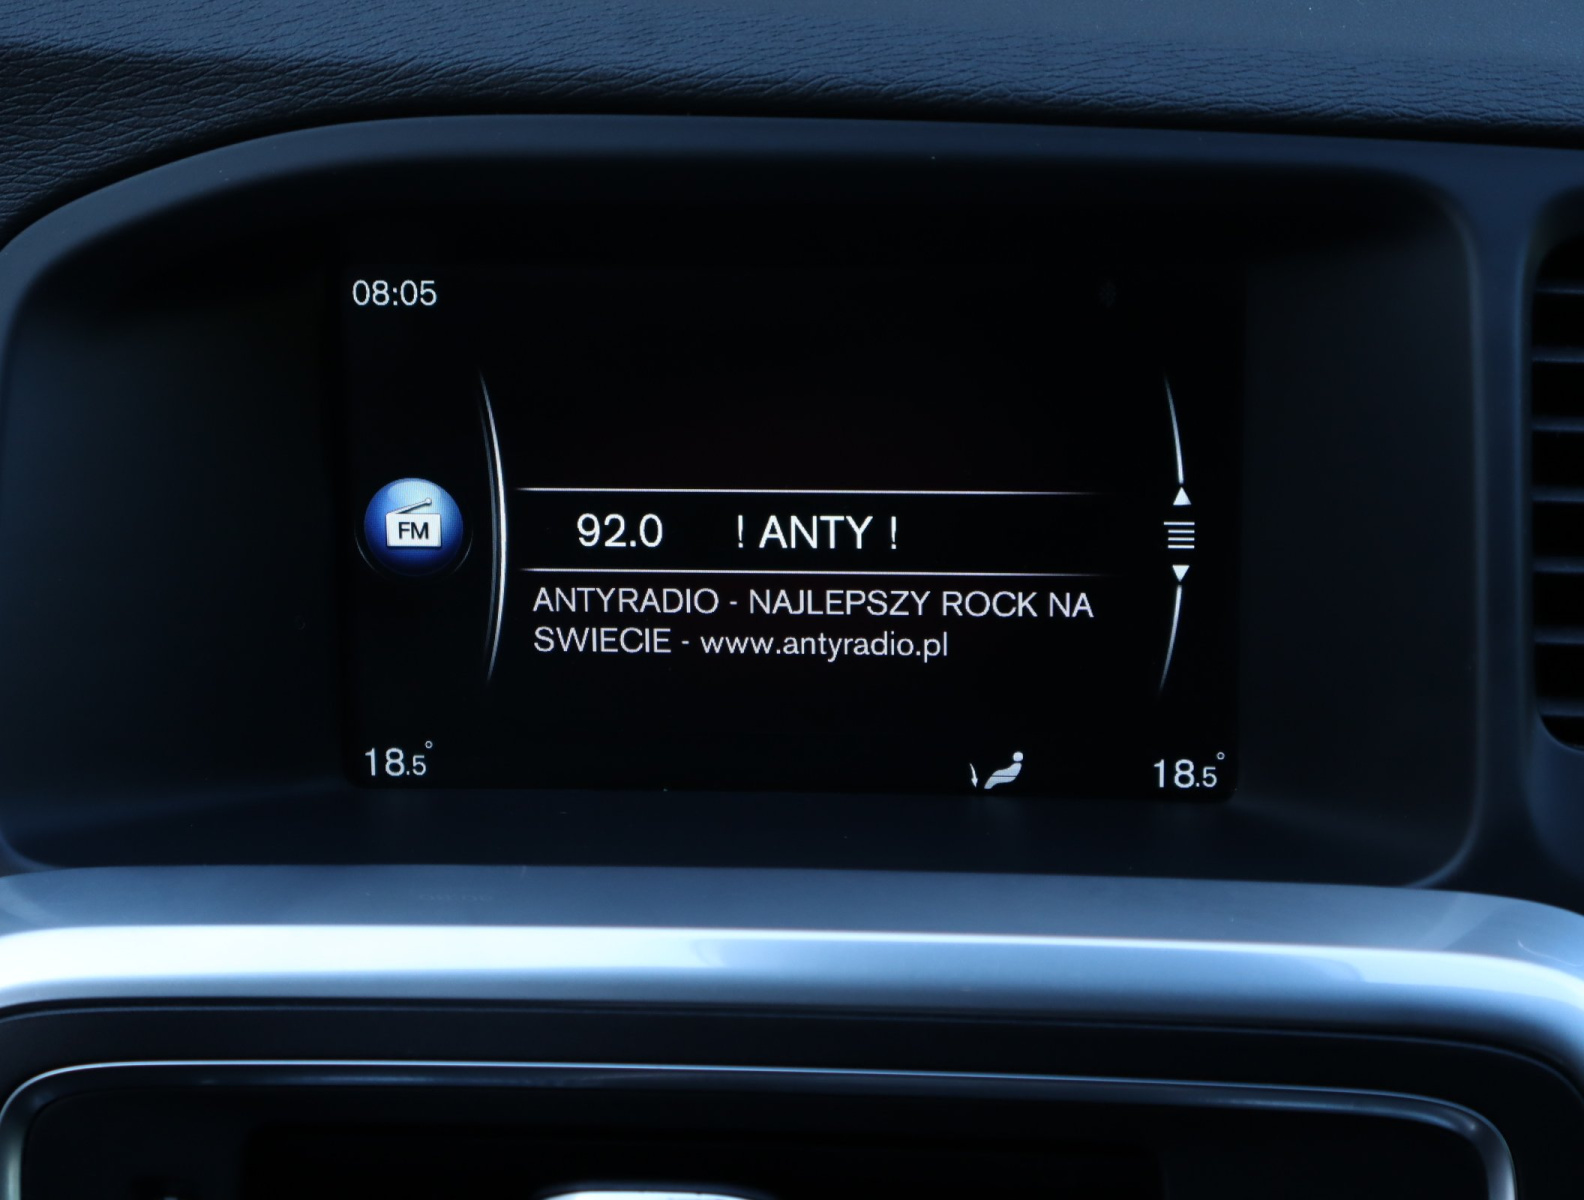 08:05
FM
92.0 ! ANTY !
ANTYRADIO - NAJLEPSZY ROCK NA
SWIECIE - www.antyradio.pl
18.5° 18.5°